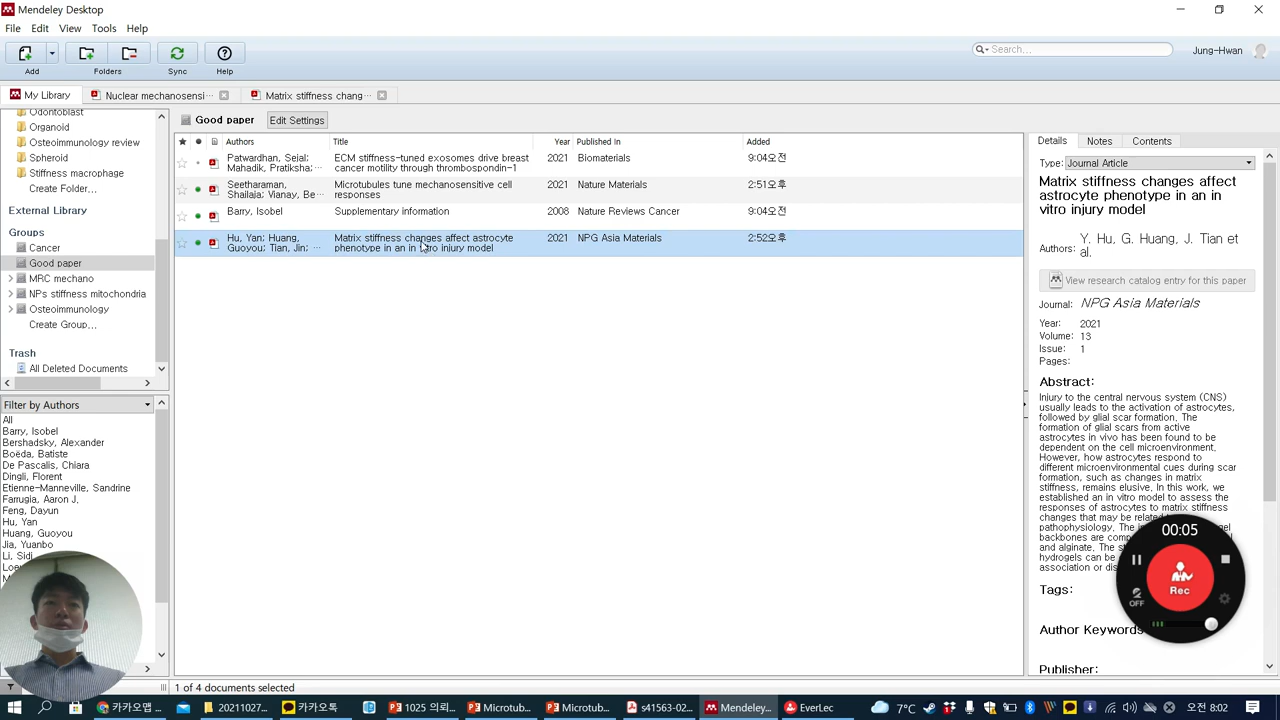 Mendeley Desktop
File Edit View Tools Help
Add Folders Sync Help
Search...
Jung-Hwan
My Library
Nuclear mechanosensi...
Matrix stiffness chang...
Odontoblast
Organoid
Osteoimmunology review
Spheroid
Stiffness macrophage
Create Folder...
External Library
Groups
Cancer
Good paper
MRC mechano
NPs stiffness mitochondria
Osteoimmunology
Create Group...
Trash
All Deleted Documents
Filter by Authors
All
Barry, Isobel
Bershadsky, Alexander
Boëda, Batiste
De Pascalis, Chiara
Dingli, Florent
Etienne-Manneville, Sandrine
Farrugia, Aaron J.
Feng, Dayun
Hu, Yan
Huang, Guoyou
Jia, Yuanbo
Li, Sidi
Good paper
Edit Settings
Authors Title Year Published In Added
Patwardhan, Sejal; Mahadik, Pratiksha; ... ECM stiffness-tuned exosomes drive breast cancer motility through thrombospondin-1 2021 Biomaterials 9:04오전
Seetharaman, Shailaja; Vianay, Be... Microtubules tune mechanosensitive cell responses 2021 Nature Materials 2:51오후
Barry, Isobel Supplementary information 2008 Nature Reviews Cancer 9:04오전
Hu, Yan; Huang, Guoyou; Tian, Jin; ... Matrix stiffness changes affect astrocyte phenotype in an in vitro injury model 2021 NPG Asia Materials 2:52오후
1 of 4 documents selected
Details Notes Contents
Type: Journal Article
Matrix stiffness changes affect
astrocyte phenotype in an in
vitro injury model
Authors: Y. Hu, G. Huang, J. Tian et
al.
View research catalog entry for this paper
Journal: NPG Asia Materials
Year: 2021
Volume: 13
Issue: 1
Pages:
Abstract:
Injury to the central nervous system (CNS)
usually leads to the activation of astrocytes,
followed by glial scar formation. The
formation of glial scars from active
astrocytes in vivo has been found to be
dependent on the cell microenvironment.
However, how astrocytes respond to
different microenvironmental cues during scar
formation, such as changes in matrix
stiffness, remains elusive. In this work, we
established an in vitro model to assess the
responses of astrocytes to matrix stiffness
changes that may be related
pathophysiology. The
backbones are
and alginate. The
hydrogels can be
association or
Tags:
Author Keywords
Publisher:
00:05
Rec
OFF
카카오맵 ...
20211027...
카카오톡
1025 의뢰...
Microtub...
Microtub...
s41563-02...
Mendeley...
EverLec
7°C
오전 8:02